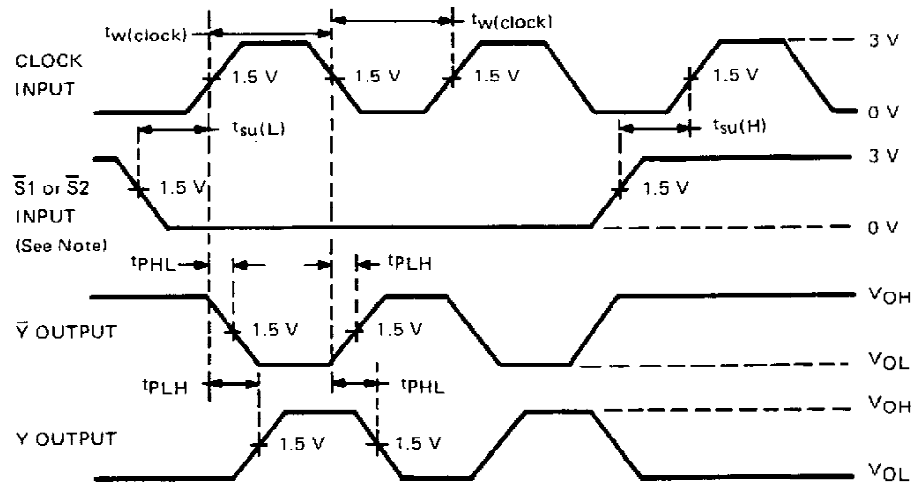 tw(clock)
tw(clock)
3 V
CLOCK
INPUT
1.5 V
1.5 V
1.5 V
1.5 V
0 V
tsu(L)
tsu(H)
3 V
S̅1 or S̅2
INPUT
(See Note)
1.5 V
1.5 V
0 V
tPHL
tPLH
VOH
Y̅ OUTPUT
1.5 V
1.5 V
VOL
tPLH
tPHL
VOH
Y OUTPUT
1.5 V
1.5 V
VOL